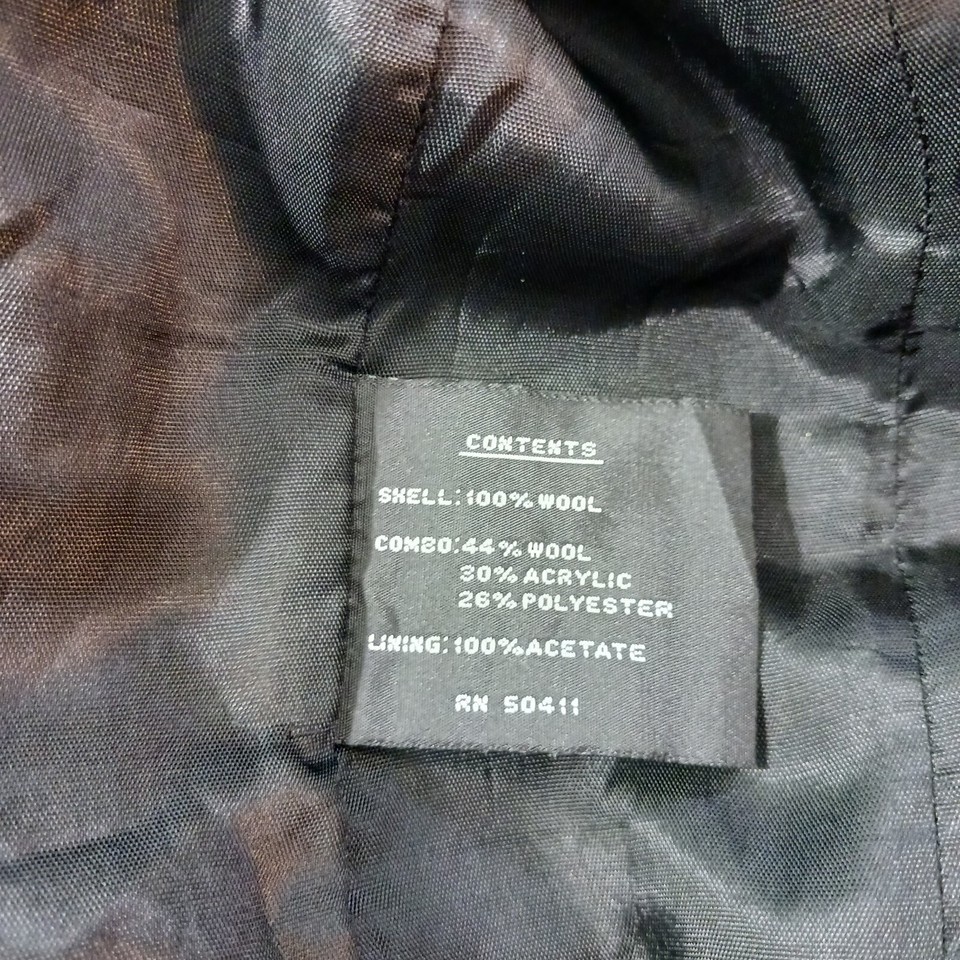 CONTENTS
SHELL:100% WOOL
COMBO:44% WOOL
30% ACRYLIC
26% POLYESTER
LINING:100% ACETATE
RN 50411